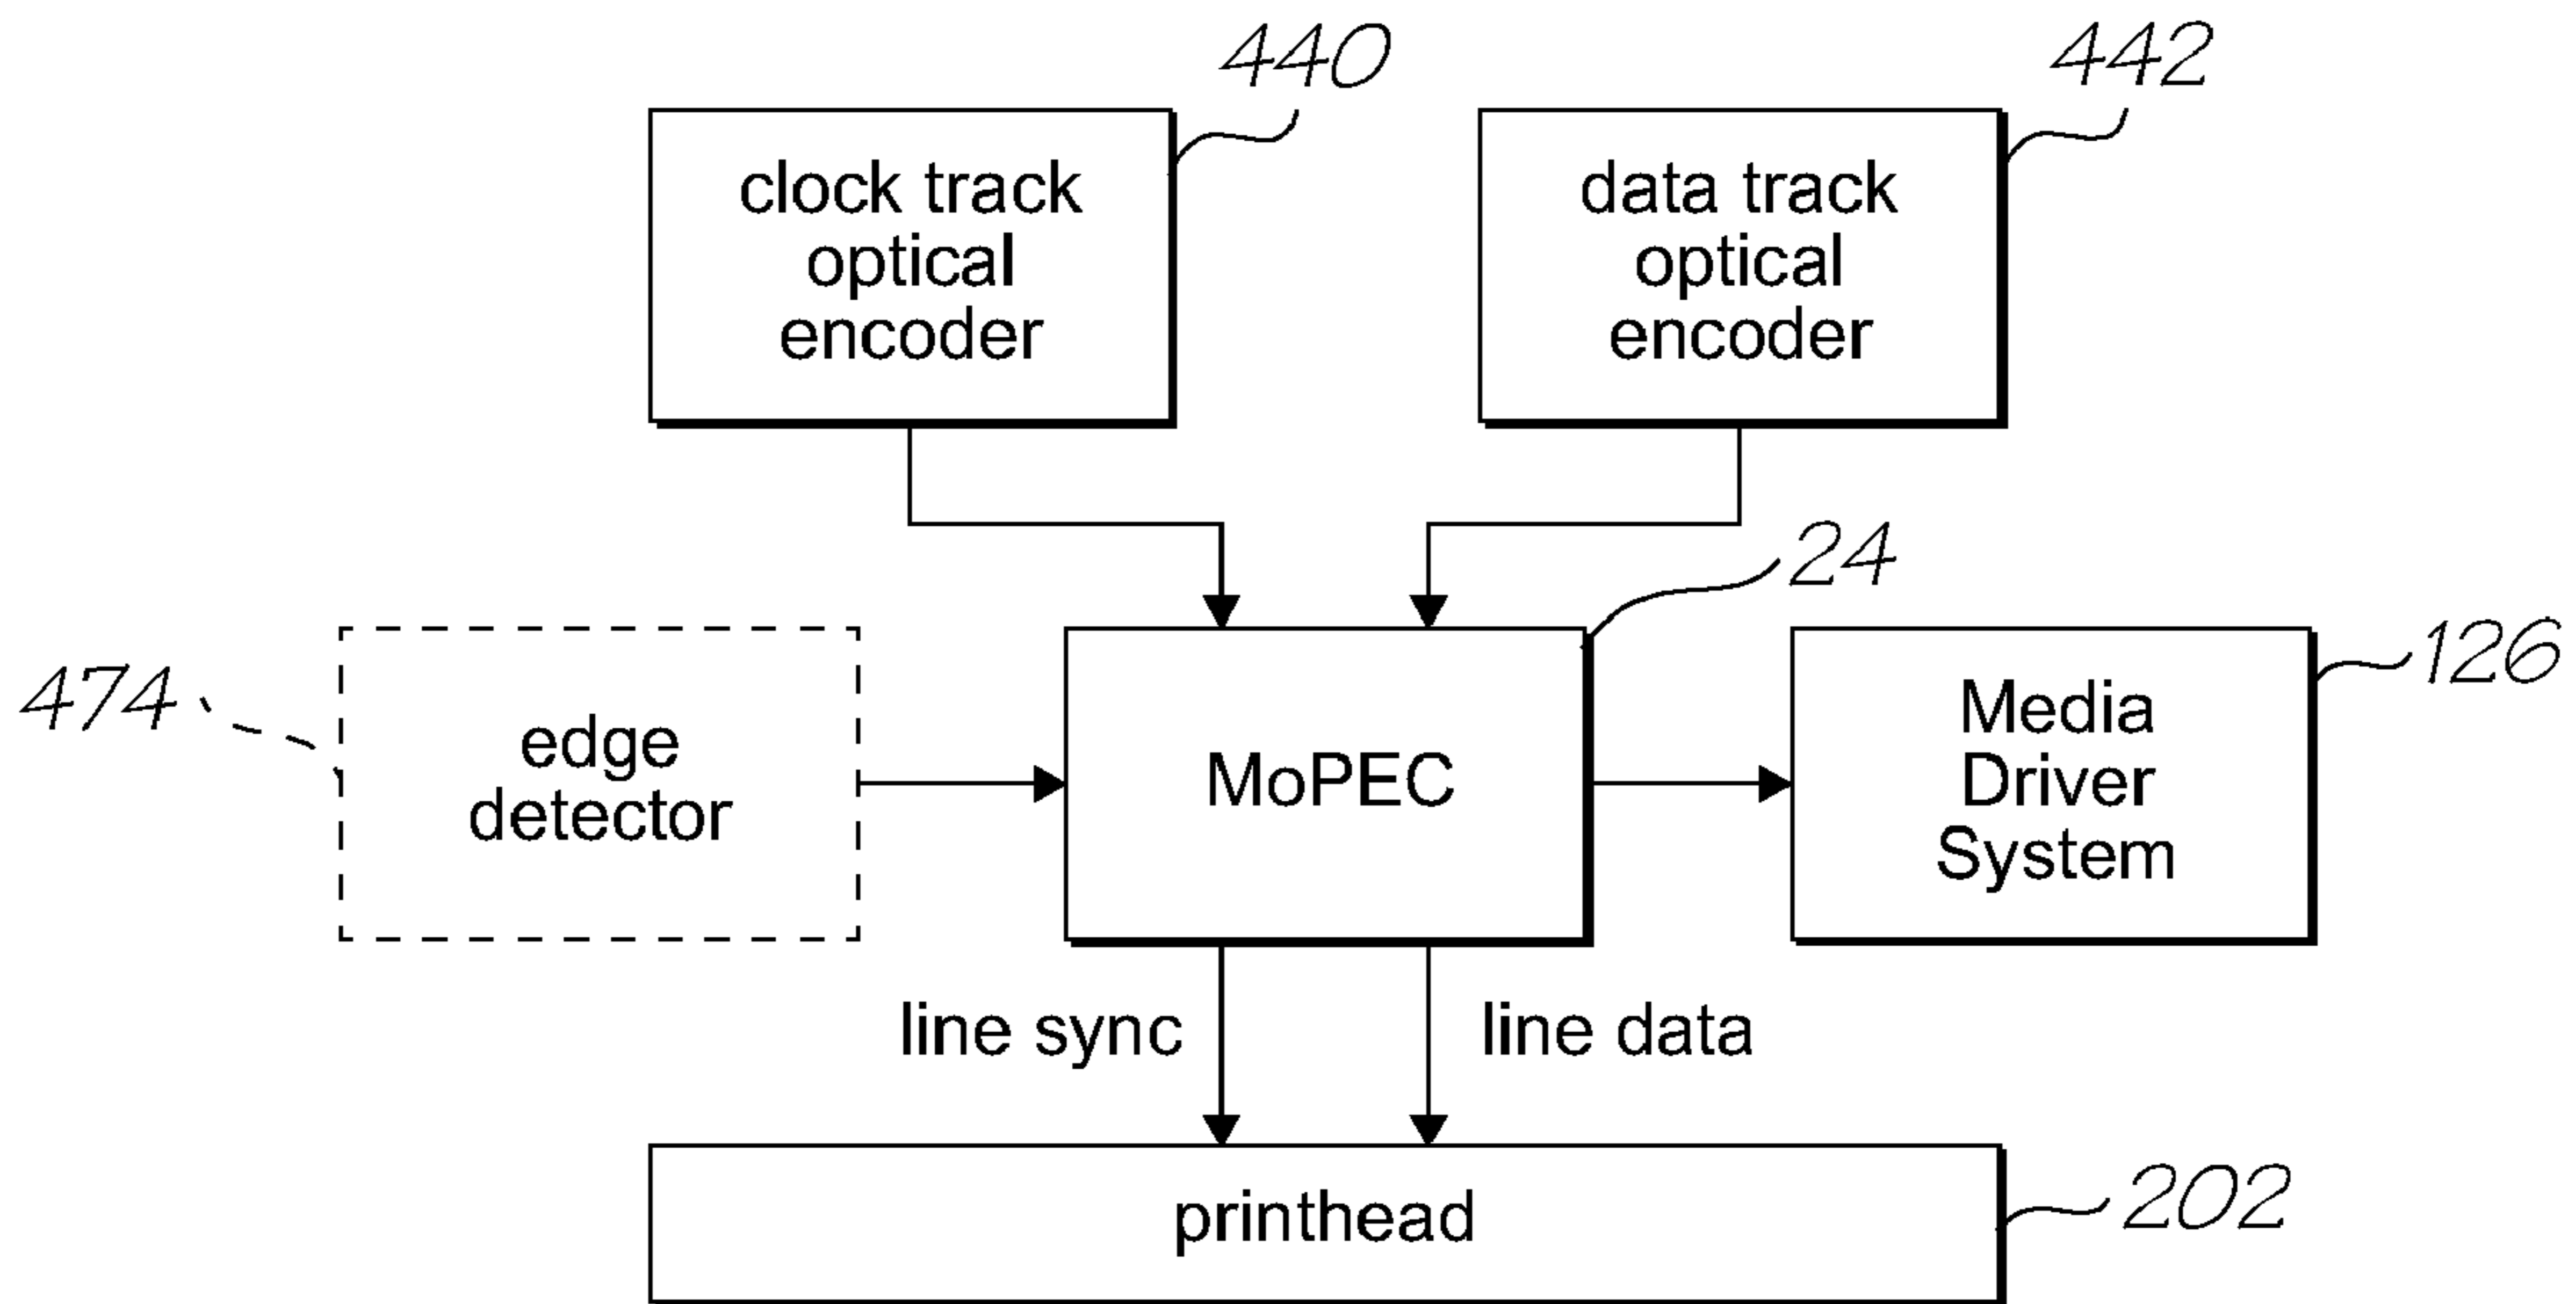 440
442
clock track
optical
encoder
data track
optical
encoder
24
126
474
edge
detector
MoPEC
Media
Driver
System
line sync
line data
printhead
202